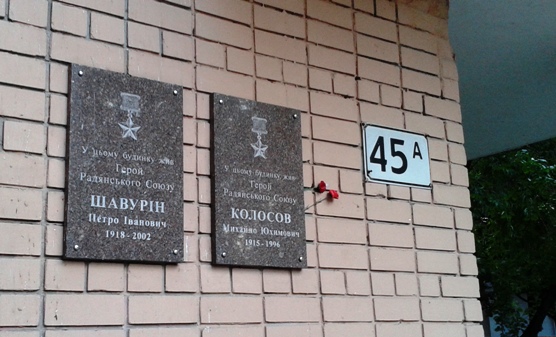 У цьому будинку жив
Герой
Радянського Союзу
ШАВУРІН
Петро Іванович
1918 - 2002
У цьому будинку жив
Герой
Радянського Союзу
КОЛОСОВ
Михайло Юхимович
1915 - 1996
45 А